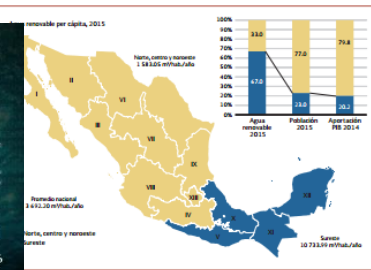 renovable per cápita, 2015
Norte, centro y noroeste
1 583.05 m³/hab./año
I
II
III
VI
VII
IX
VIII
XIII
IV
X
V
XI
XII
Promedio nacional
3 692.20 m³/hab./año
Norte, centro y noroeste
Sureste
Sureste
10 733.99 m³/hab./año
100%
90%
80%
70%
60%
50%
40%
30%
20%
10%
0%
33.0
77.0
79.8
67.0
23.0
20.2
Agua renovable 2015
Población 2015
Aportación PIB 2014